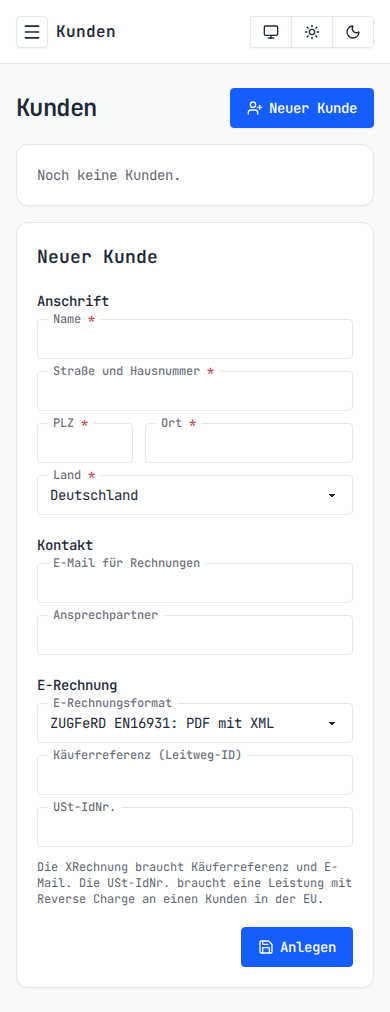 Kunden
Kunden
Neuer Kunde
Noch keine Kunden.
Neuer Kunde
Anschrift
Name *
Straße und Hausnummer *
PLZ * Ort *
Land *
Deutschland
Kontakt
E-Mail für Rechnungen
Ansprechpartner
E-Rechnung
E-Rechnungsformat
ZUGFeRD EN16931: PDF mit XML
Käuferreferenz (Leitweg-ID)
USt-IdNr.
Die XRechnung braucht Käuferreferenz und E-
Mail. Die USt-IdNr. braucht eine Leistung mit
Reverse Charge an einen Kunden in der EU.
Anlegen